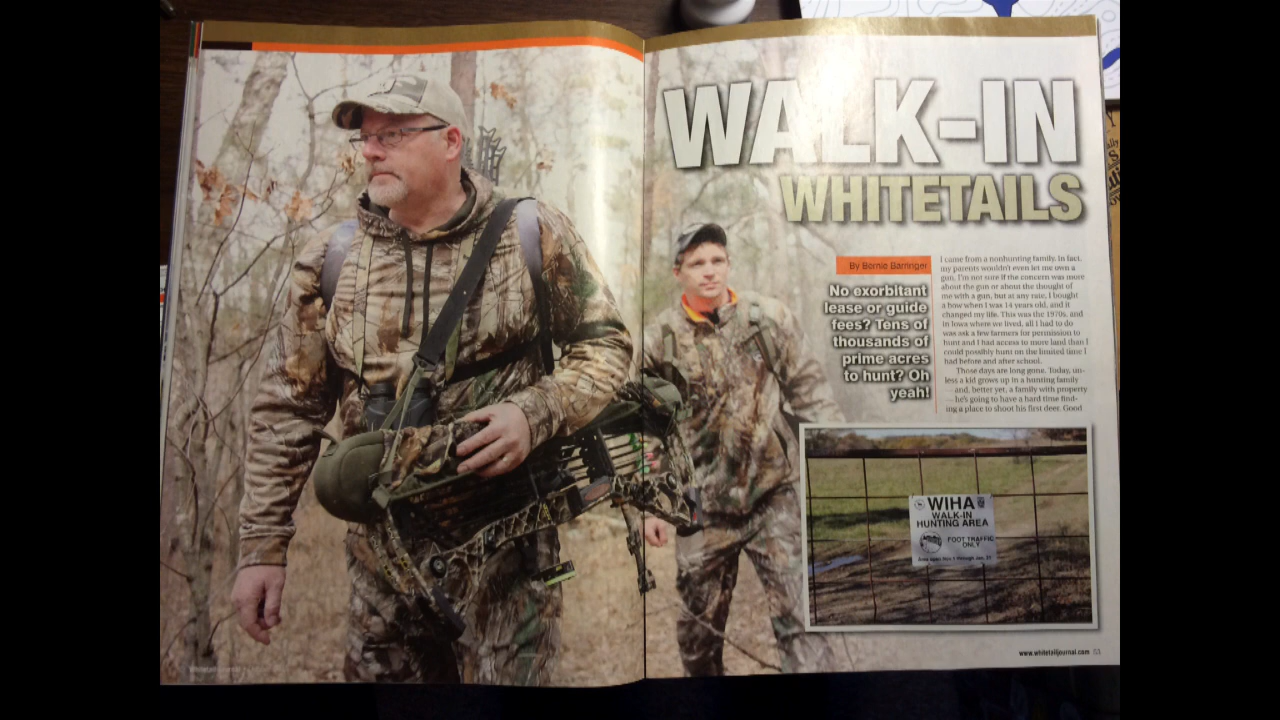 WALK-IN
WHITETAILS
By Bernie Barringer
No exorbitant
lease or guide
fees? Tens of
thousands of
prime acres
to hunt? Oh
yeah!
I came from a nonhunting family. In fact,
my parents wouldn't even let me own a
gun. I'm not sure if the concern was more
about the gun or about the thought of
me with a gun, but at any rate, I bought
a bow when I was 14 years old, and it
changed my life. This was the 1970s, and
in Iowa where we lived, all I had to do
was ask a few farmers for permission to
hunt and I had access to more land than I
could possibly hunt on the limited time I
had before and after school.
Those days are long gone. Today, un-
less a kid grows up in a hunting family
— and, better yet, a family with property
— he's going to have a hard time find-
ing a place to shoot his first deer. Good
WIHA
WALK-IN
HUNTING AREA
FOOT TRAFFIC
ONLY
www.whitetailjournal.com 53